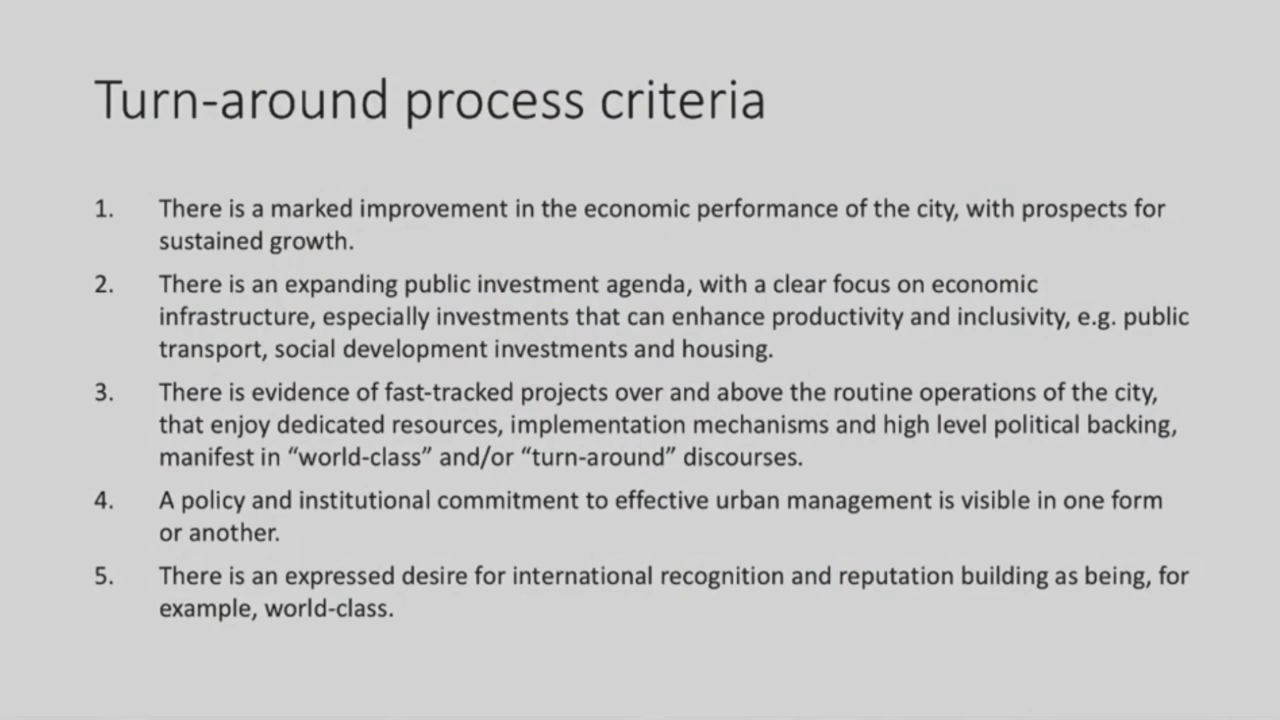 Turn-around process criteria
1. There is a marked improvement in the economic performance of the city, with prospects for
sustained growth.
2. There is an expanding public investment agenda, with a clear focus on economic
infrastructure, especially investments that can enhance productivity and inclusivity, e.g. public
transport, social development investments and housing.
3. There is evidence of fast-tracked projects over and above the routine operations of the city,
that enjoy dedicated resources, implementation mechanisms and high level political backing,
manifest in “world-class” and/or “turn-around” discourses.
4. A policy and institutional commitment to effective urban management is visible in one form
or another.
5. There is an expressed desire for international recognition and reputation building as being, for
example, world-class.